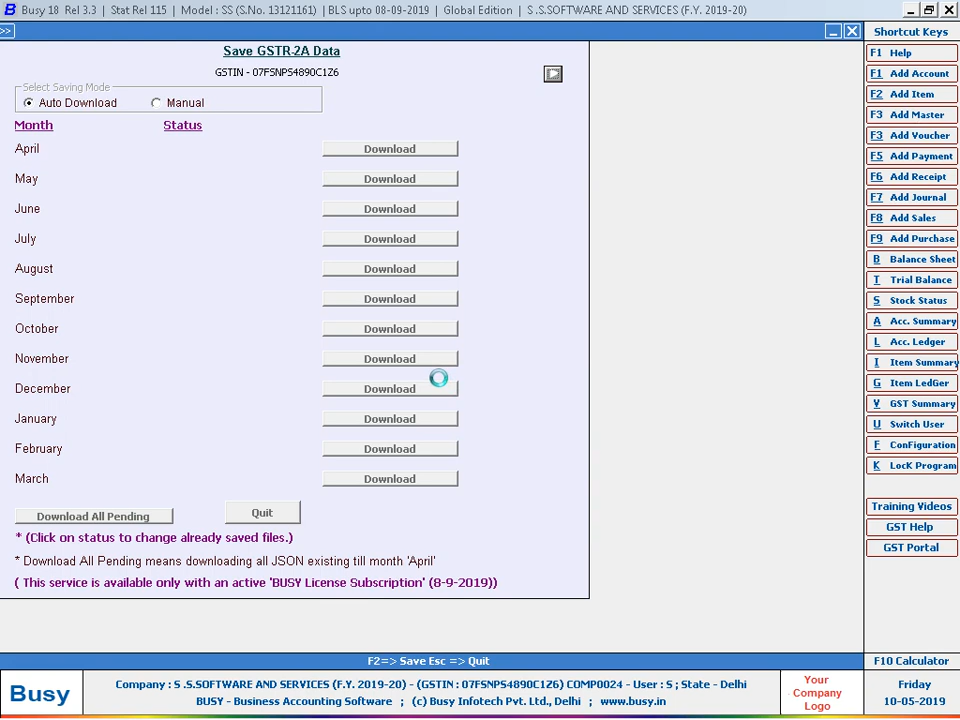 B Busy 18 Rel 3.3 | Stat Rel 115 | Model : SS (S.No. 13121161) | BLS upto 08-09-2019 | Global Edition | S .S.SOFTWARE AND SERVICES (F.Y. 2019-20)
>>
Save GSTR-2A Data
GSTIN - 07FSNPS4890C1Z6
Select Saving Mode
Auto Download Manual
Month Status
April Download
May Download
June Download
July Download
August Download
September Download
October Download
November Download
December Download
January Download
February Download
March Download
Download All Pending Quit
* (Click on status to change already saved files.)
* Download All Pending means downloading all JSON existing till month 'April'
( This service is available only with an active 'BUSY License Subscription' (8-9-2019))
Shortcut Keys
F1 Help
F1 Add Account
F2 Add Item
F3 Add Master
F3 Add Voucher
F5 Add Payment
F6 Add Receipt
F7 Add Journal
F8 Add Sales
F9 Add Purchase
B Balance Sheet
T Trial Balance
S Stock Status
A Acc. Summary
L Acc. Ledger
I Item Summary
G Item LedGer
Y GST Summary
U Switch User
F ConFiguration
K LocK Program
Training Videos
GST Help
GST Portal
F2=> Save Esc => Quit
F10 Calculator
Busy
Company : S .S.SOFTWARE AND SERVICES (F.Y. 2019-20) - (GSTIN : 07FSNPS4890C1Z6) COMP0024 - User : S ; State - Delhi
BUSY - Business Accounting Software ; (c) Busy Infotech Pvt. Ltd., Delhi ; www.busy.in
Your
Company
Logo
Friday
10-05-2019